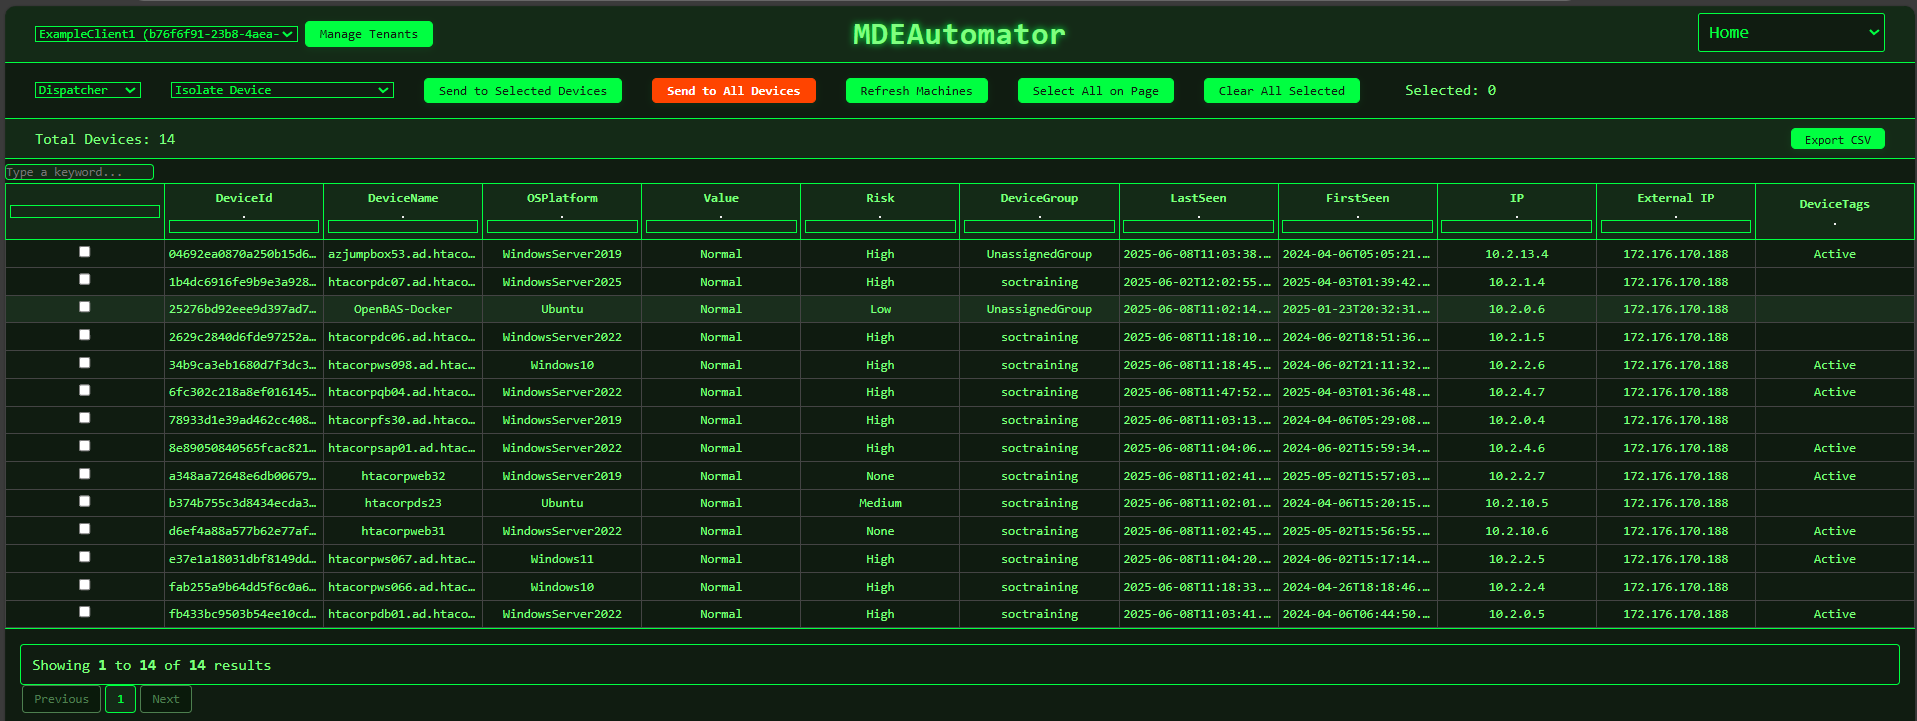 ExampleClient1 (b76f6f91-23b8-4aea- Manage Tenants MDEAutomator Home
Dispatcher Isolate Device Send to Selected Devices Send to All Devices Refresh Machines Select All on Page Clear All Selected Selected: 0
Total Devices: 14 Export CSV
Type a keyword...
DeviceId DeviceName OSPlatform Value Risk DeviceGroup LastSeen FirstSeen IP External IP DeviceTags
04692ea0870a250b15d6… azjumpbox53.ad.htaco… WindowsServer2019 Normal High UnassignedGroup 2025-06-08T11:03:38.… 2024-04-06T05:05:21.… 10.2.13.4 172.176.170.188 Active
1b4dc6916fe9b9e3a928… htacorpdc07.ad.htaco… WindowsServer2025 Normal High soctraining 2025-06-02T12:02:55.… 2025-04-03T01:39:42.… 10.2.1.4 172.176.170.188
25276bd92eee9d397ad7… OpenBAS-Docker Ubuntu Normal Low UnassignedGroup 2025-06-08T11:02:14.… 2025-01-23T20:32:31.… 10.2.0.6 172.176.170.188
2629c2840d6fde97252a… htacorpdc06.ad.htaco… WindowsServer2022 Normal High soctraining 2025-06-08T11:18:10.… 2024-06-02T18:51:36.… 10.2.1.5 172.176.170.188
34b9ca3eb1680d7f3dc3… htacorpws098.ad.htac… Windows10 Normal High soctraining 2025-06-08T11:18:45.… 2024-06-02T21:11:32.… 10.2.2.6 172.176.170.188 Active
6fc302c218a8ef016145… htacorpqb04.ad.htaco… WindowsServer2022 Normal High soctraining 2025-06-08T11:47:52.… 2025-04-03T01:36:48.… 10.2.4.7 172.176.170.188 Active
78933d1e39ad462cc408… htacorpfs30.ad.htaco… WindowsServer2019 Normal High soctraining 2025-06-08T11:03:13.… 2024-04-06T05:29:08.… 10.2.0.4 172.176.170.188
8e89050840565fcac821… htacorpsap01.ad.htac… WindowsServer2022 Normal High soctraining 2025-06-08T11:04:06.… 2024-06-02T15:59:34.… 10.2.4.6 172.176.170.188 Active
a348aa72648e6db00679… htacorpweb32 WindowsServer2019 Normal None soctraining 2025-06-08T11:02:41.… 2025-05-02T15:57:03.… 10.2.2.7 172.176.170.188 Active
b374b755c3d8434ecda3… htacorpds23 Ubuntu Normal Medium soctraining 2025-06-08T11:02:01.… 2024-04-06T15:20:15.… 10.2.10.5 172.176.170.188
d6ef4a88a577b62e77af… htacorpweb31 WindowsServer2022 Normal None soctraining 2025-06-08T11:02:45.… 2025-05-02T15:56:55.… 10.2.10.6 172.176.170.188 Active
e37e1a18031dbf8149dd… htacorpws067.ad.htac… Windows11 Normal High soctraining 2025-06-08T11:04:20.… 2024-06-02T15:17:14.… 10.2.2.5 172.176.170.188 Active
fab255a9b64dd5f6c0a6… htacorpws066.ad.htac… Windows10 Normal High soctraining 2025-06-08T11:18:33.… 2024-04-26T18:18:46.… 10.2.2.4 172.176.170.188
fb433bc9503b54ee10cd… htacorpdb01.ad.htaco… WindowsServer2022 Normal High soctraining 2025-06-08T11:03:41.… 2024-04-06T06:44:50.… 10.2.0.5 172.176.170.188 Active
Showing 1 to 14 of 14 results
Previous 1 Next